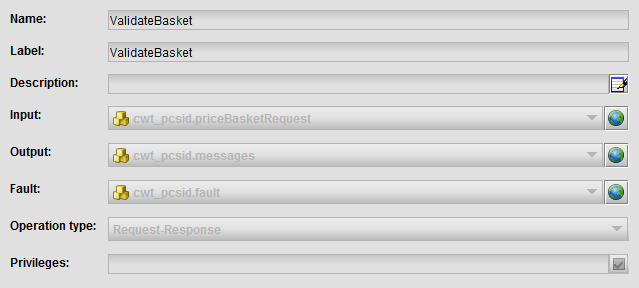 Name: ValidateBasket
Label: ValidateBasket
Description:
Input: cwt_pcsid.priceBasketRequest
Output: cwt_pcsid.messages
Fault: cwt_pcsid.fault
Operation type: Request-Response
Privileges: